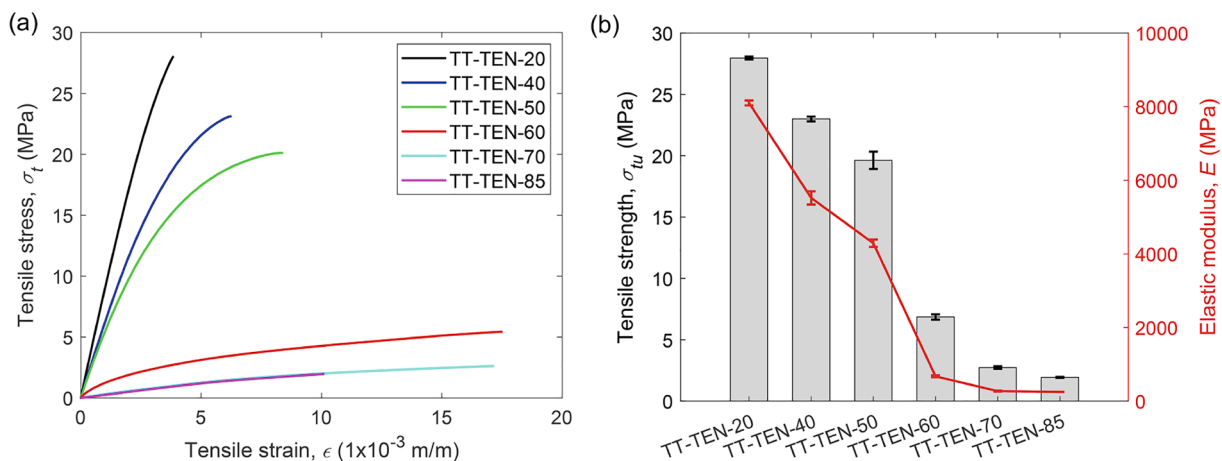 (a)
30
25
20
15
10
5
0
0
5
10
15
20
Tensile stress, σt (MPa)
Tensile strain, ϵ (1x10-3 m/m)
TT-TEN-20
TT-TEN-40
TT-TEN-50
TT-TEN-60
TT-TEN-70
TT-TEN-85
(b)
30
25
20
15
10
5
0
Tensile strength, σtu (MPa)
10000
8000
6000
4000
2000
0
Elastic modulus, E (MPa)
TT-TEN-20
TT-TEN-40
TT-TEN-50
TT-TEN-60
TT-TEN-70
TT-TEN-85